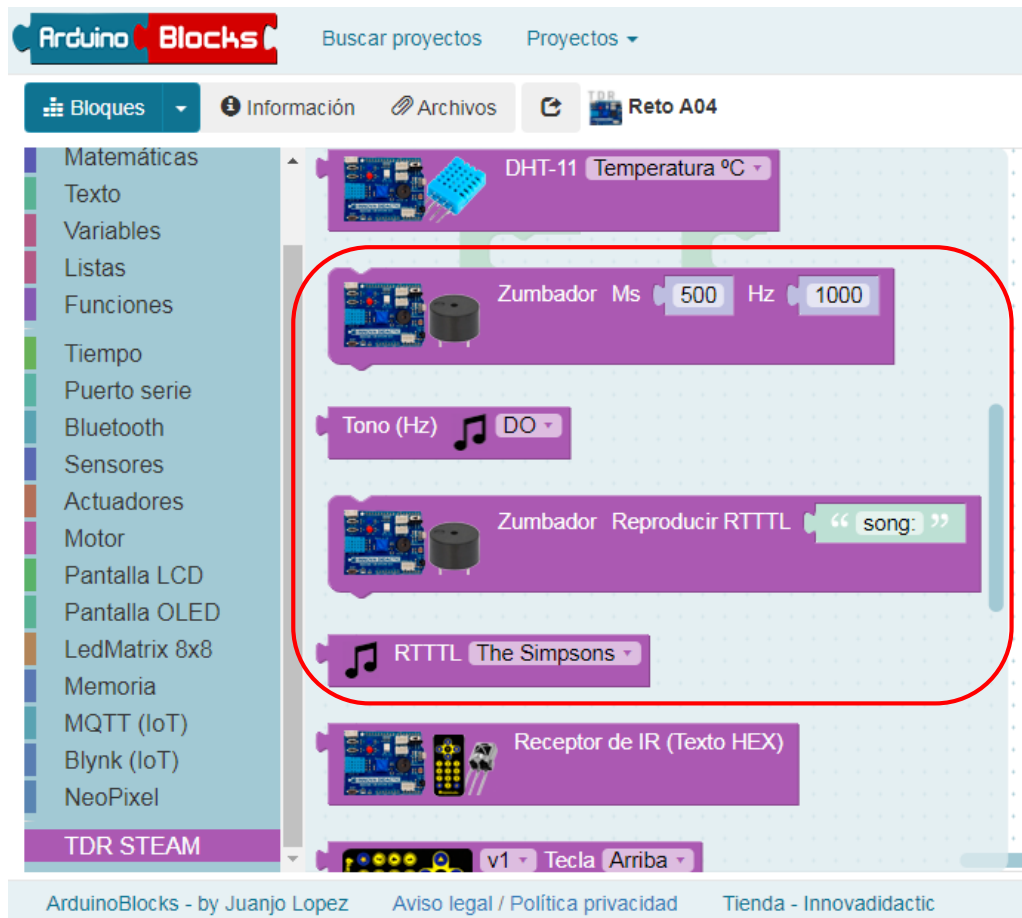 Arduino Blocks Buscar proyectos Proyectos
Bloques Información Archivos TDR Reto A04
Matemáticas
Texto
Variables
Listas
Funciones
Tiempo
Puerto serie
Bluetooth
Sensores
Actuadores
Motor
Pantalla LCD
Pantalla OLED
LedMatrix 8x8
Memoria
MQTT (IoT)
Blynk (IoT)
NeoPixel
TDR STEAM
DHT-11 Temperatura ºC
Zumbador Ms 500 Hz 1000
Tono (Hz) DO
Zumbador Reproducir RTTTL “ song: ”
RTTTL The Simpsons
Receptor de IR (Texto HEX)
v1 Tecla Arriba
ArduinoBlocks - by Juanjo Lopez Aviso legal / Política privacidad Tienda - Innovadidactic